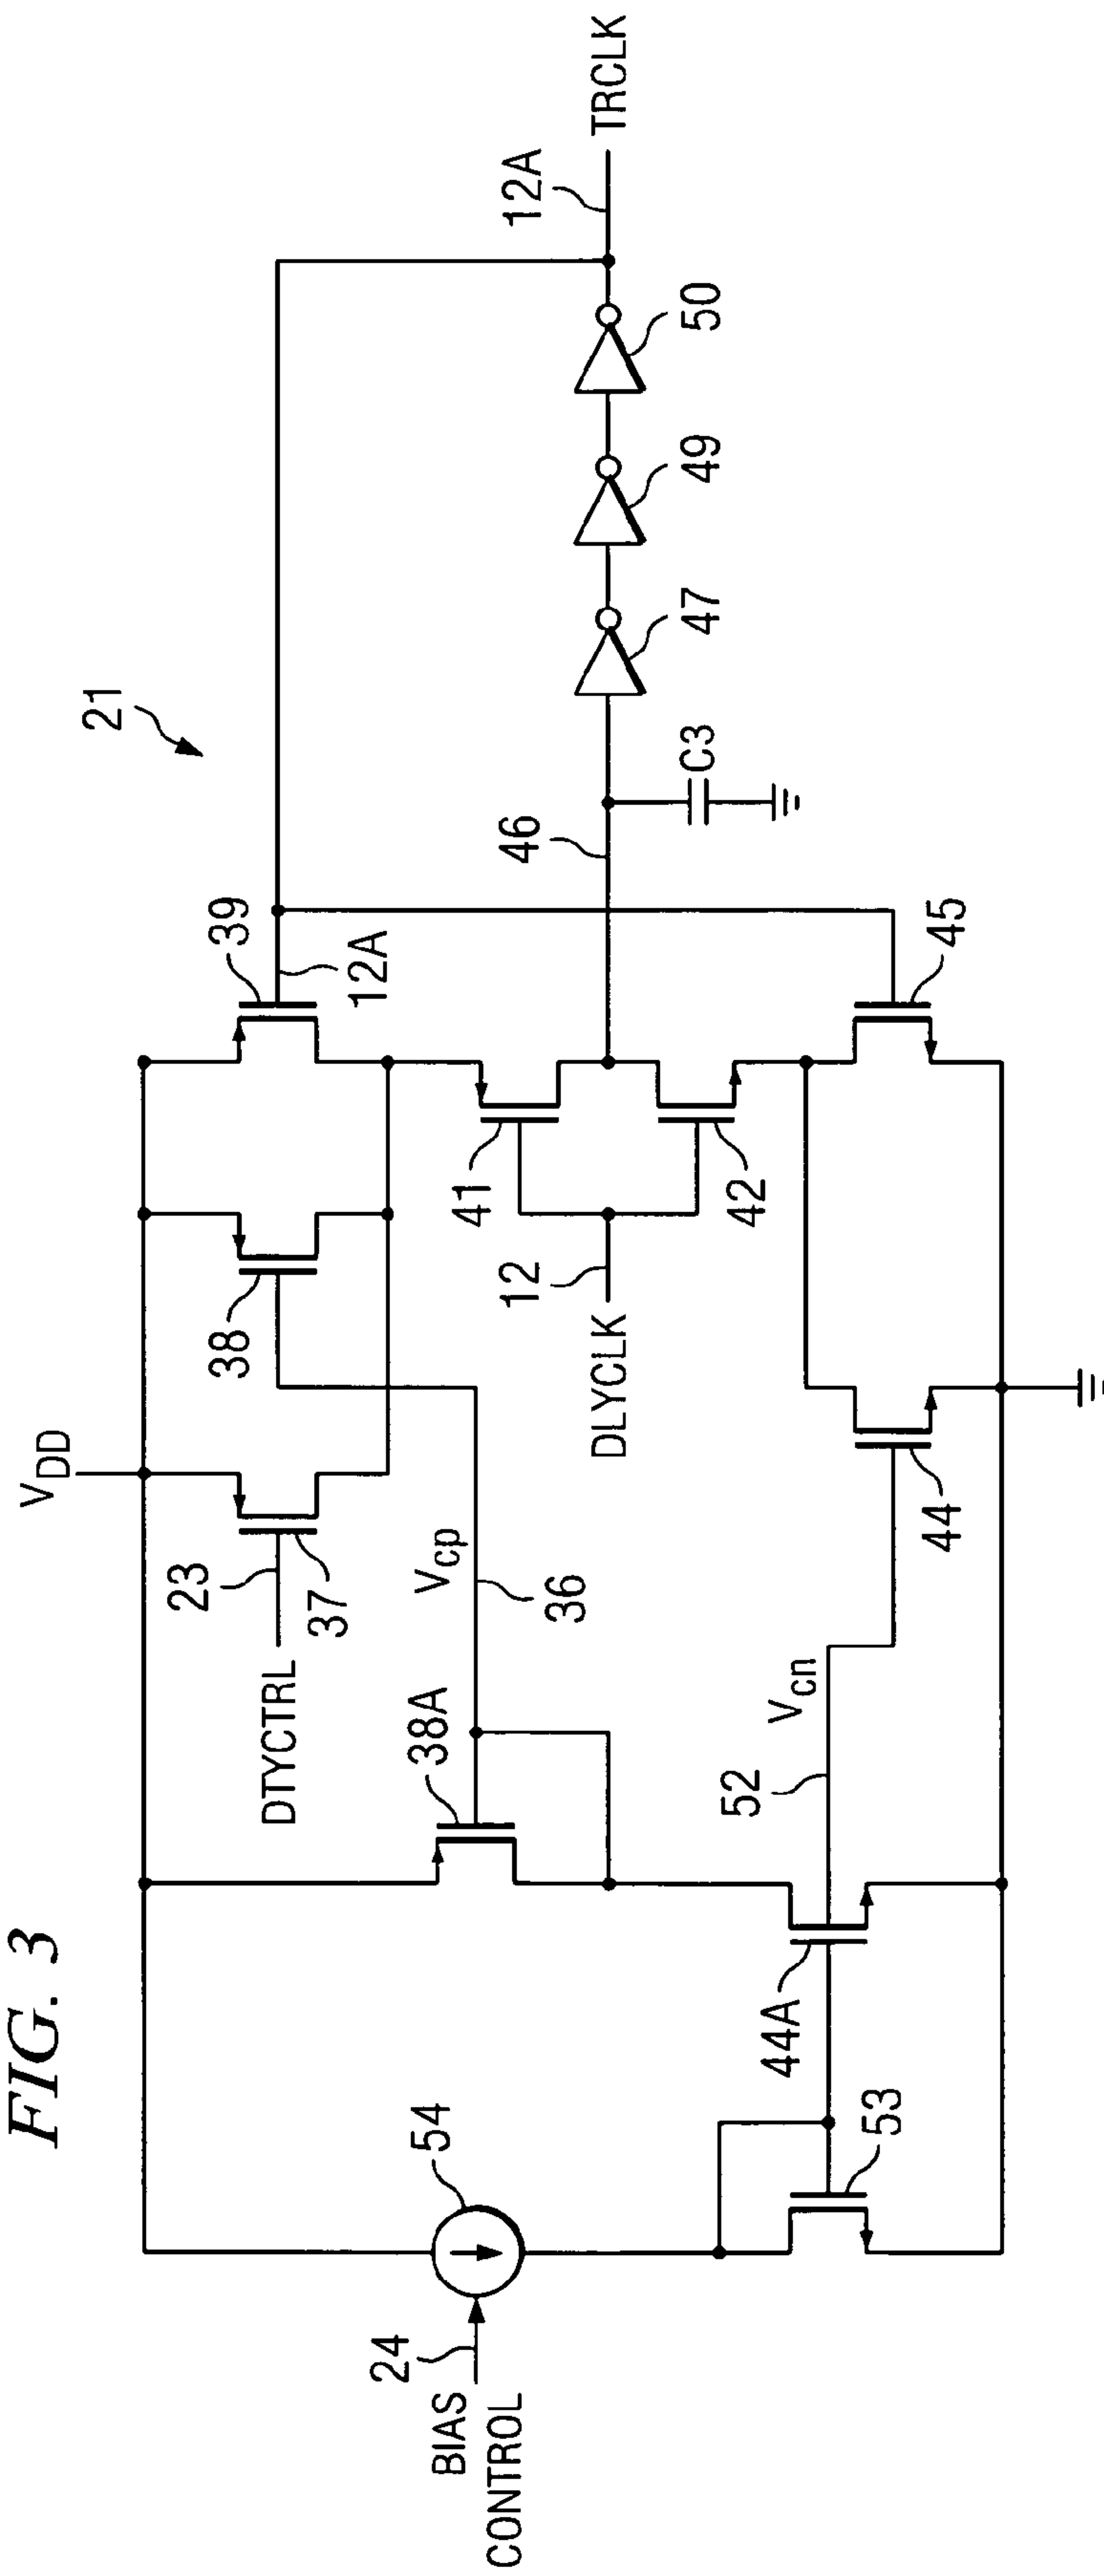 FIG. 3
V_DD
21
DTYCTRL
23
37
38
39
12A
BIAS
CONTROL
24
54
38A
V_cp
36
41
DLYCLK
12
42
46
C3
47
49
50
12A
TRCLK
53
44A
52
V_cn
44
45